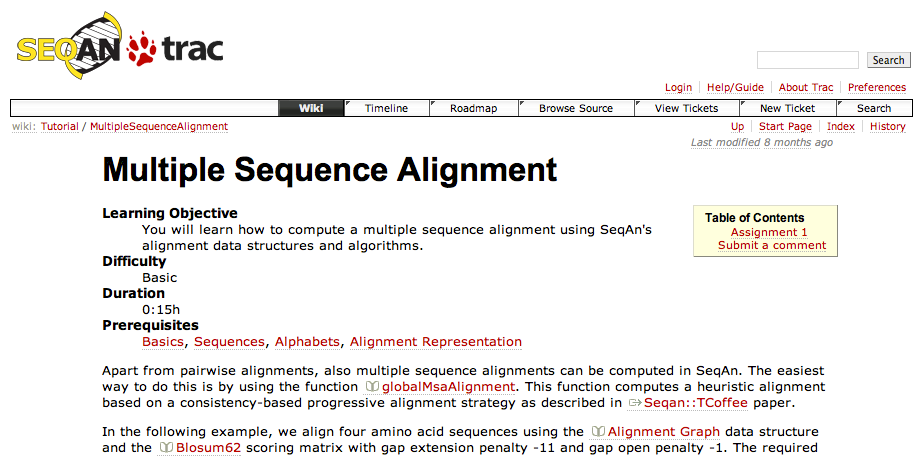 SEQAN trac
Search
Login Help/Guide About Trac Preferences
Wiki Timeline Roadmap Browse Source View Tickets New Ticket Search
wiki: Tutorial / MultipleSequenceAlignment
Up Start Page Index History
Last modified 8 months ago
Multiple Sequence Alignment
Learning Objective
You will learn how to compute a multiple sequence alignment using SeqAn's
alignment data structures and algorithms.
Difficulty
Basic
Duration
0:15h
Prerequisites
Basics, Sequences, Alphabets, Alignment Representation
Table of Contents
Assignment 1
Submit a comment
Apart from pairwise alignments, also multiple sequence alignments can be computed in SeqAn. The easiest
way to do this is by using the function globalMsaAlignment. This function computes a heuristic alignment
based on a consistency-based progressive alignment strategy as described in Seqan::TCoffee paper.
In the following example, we align four amino acid sequences using the Alignment Graph data structure
and the Blosum62 scoring matrix with gap extension penalty -11 and gap open penalty -1. The required